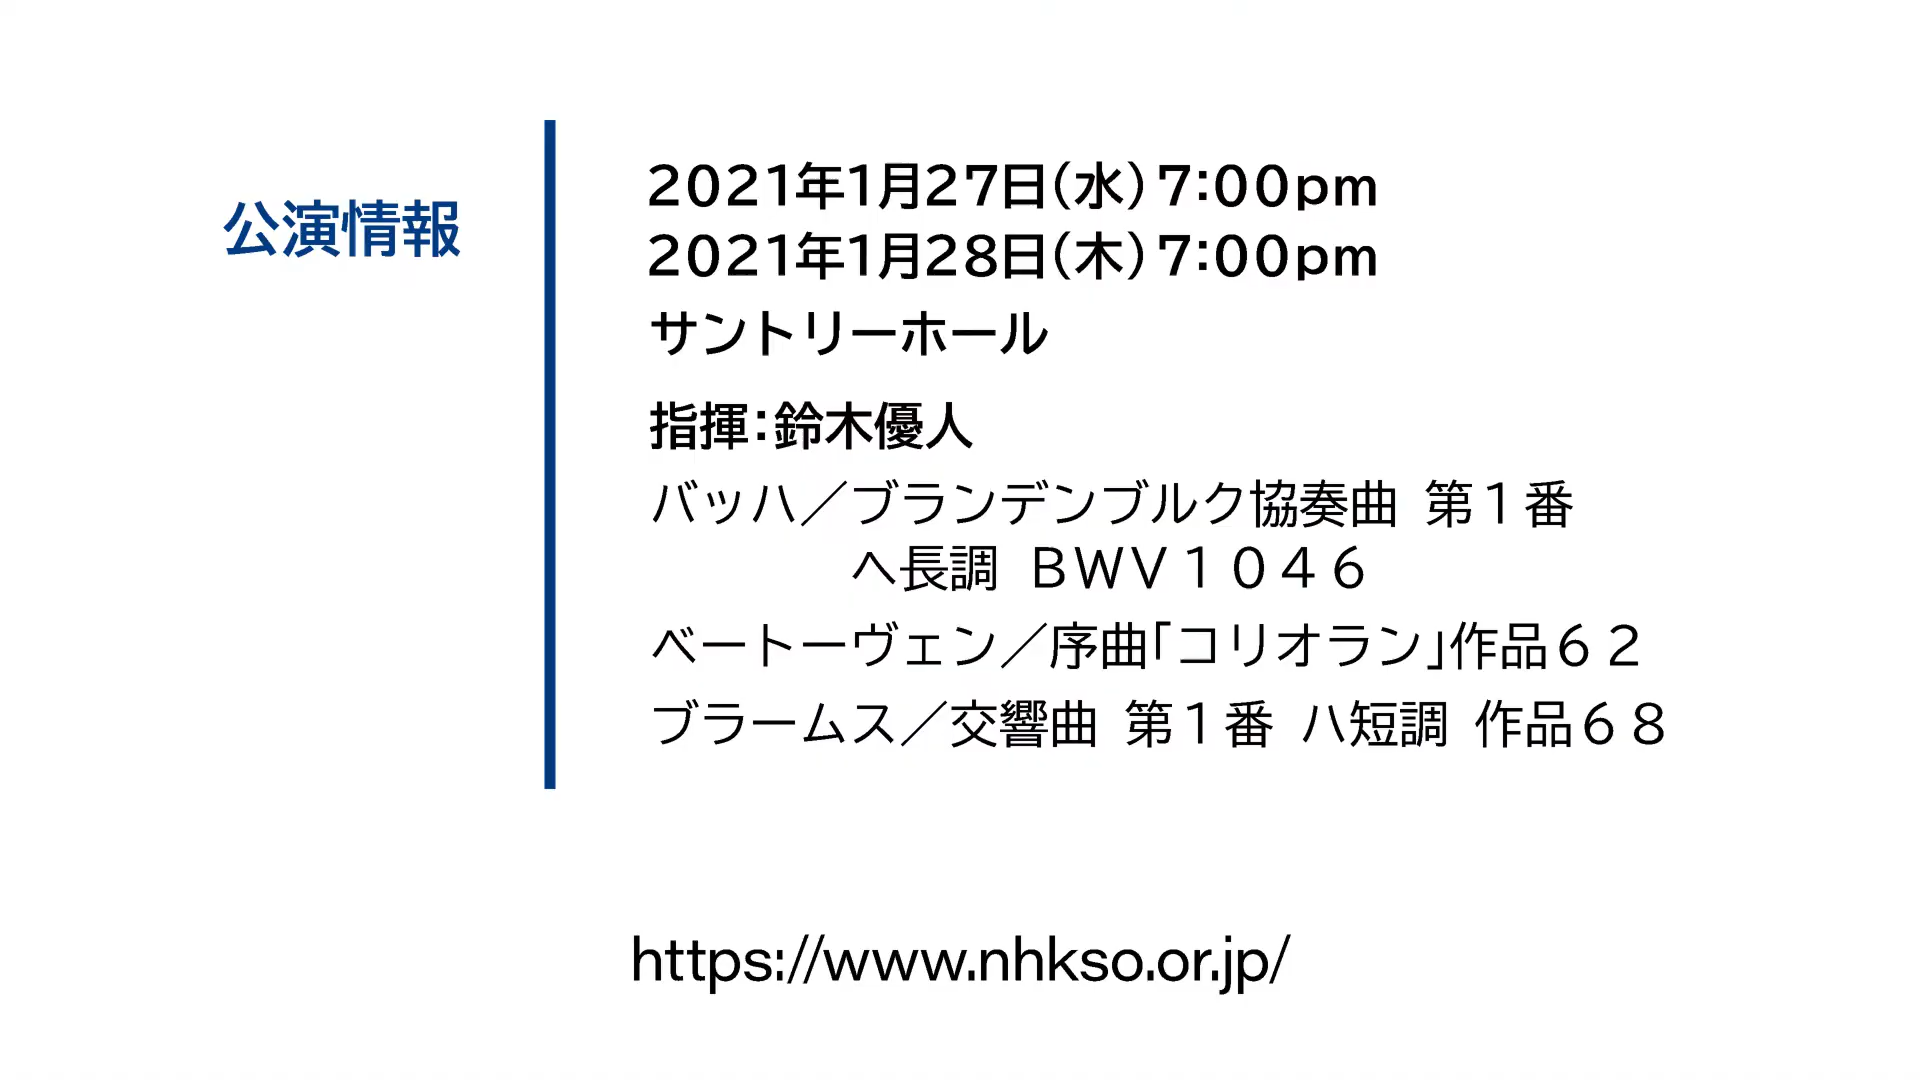 公演情報
2021年1月27日（水）7:00pm
2021年1月28日（木）7:00pm
サントリーホール
指揮：鈴木優人
バッハ／ブランデンブルク協奏曲 第１番
ヘ長調 ＢＷＶ１０４６
ベートーヴェン／序曲「コリオラン」作品６２
ブラームス／交響曲 第１番 ハ短調 作品６８
https://www.nhkso.or.jp/